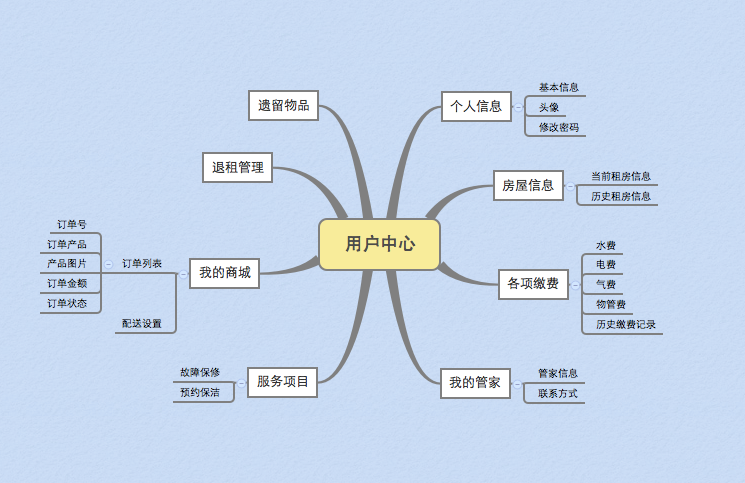 用户中心
个人信息
基本信息
头像
修改密码
房屋信息
当前租房信息
历史租房信息
各项缴费
水费
电费
气费
物管费
历史缴费记录
我的管家
管家信息
联系方式
服务项目
故障保修
预约保洁
我的商城
订单列表
订单号
订单产品
产品图片
订单金额
订单状态
配送设置
退租管理
遗留物品